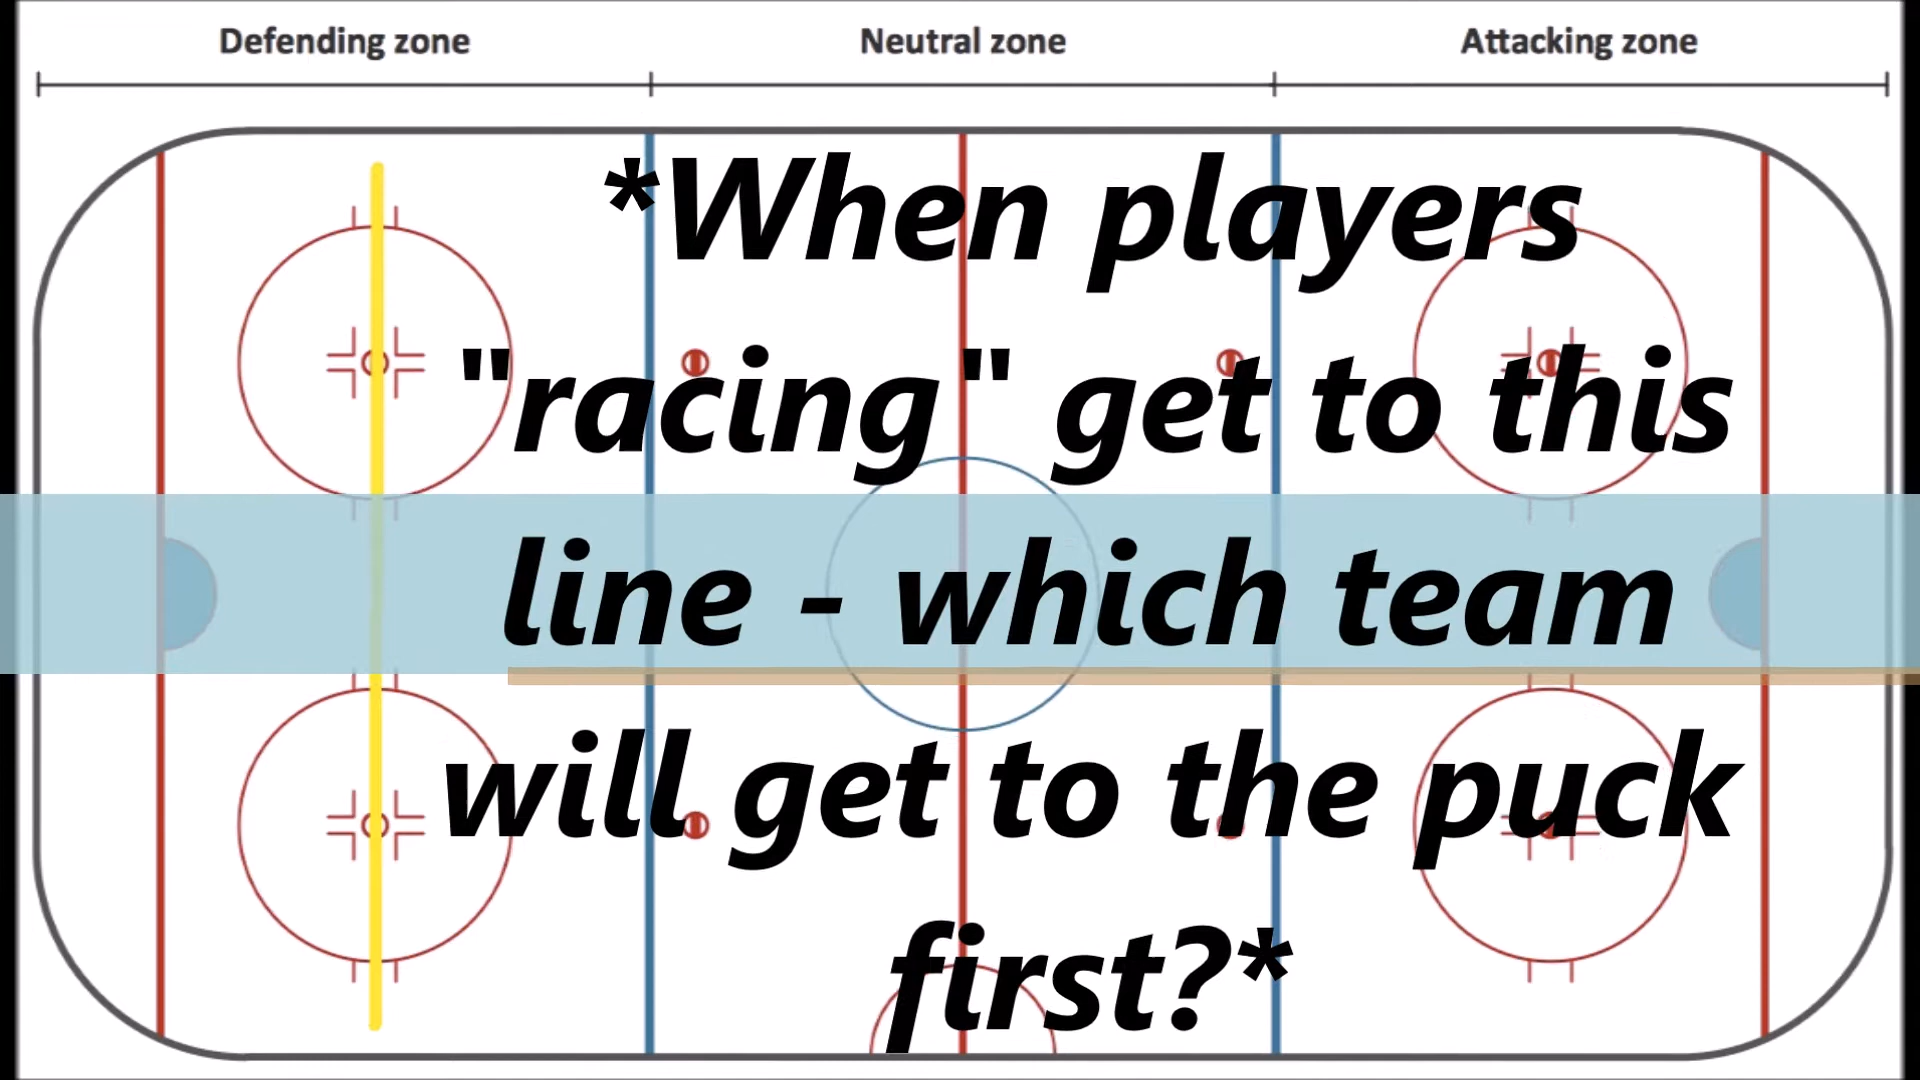 Defending zone Neutral zone Attacking zone
*When players
"racing" get to this
line - which team
will get to the puck
first?*